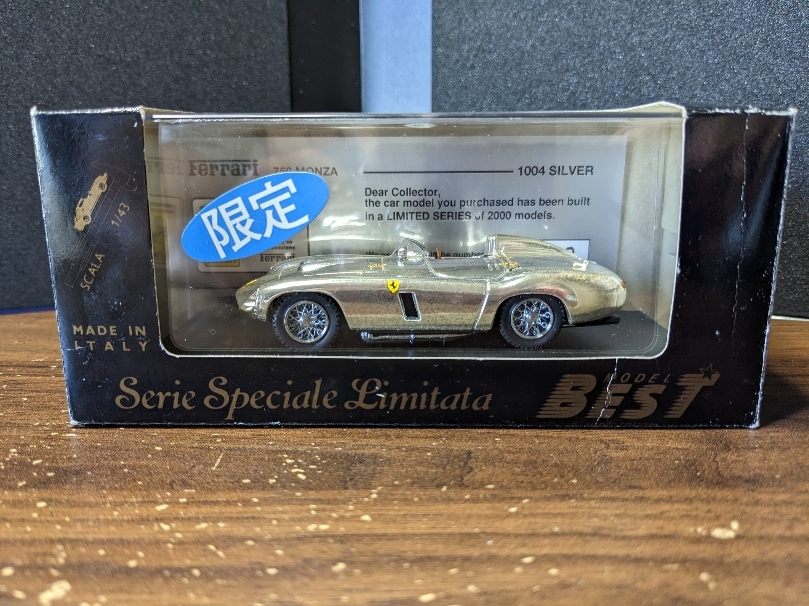 Ferrari 750 MONZA 1004 SILVER
Dear Collector,
the car model you purchased has been built
in a LIMITED SERIES of 2000 models.
限定
Ferrari
SCALA 1/43
MADE IN
ITALY
Serie Speciale Limitata
MODEL
BEST